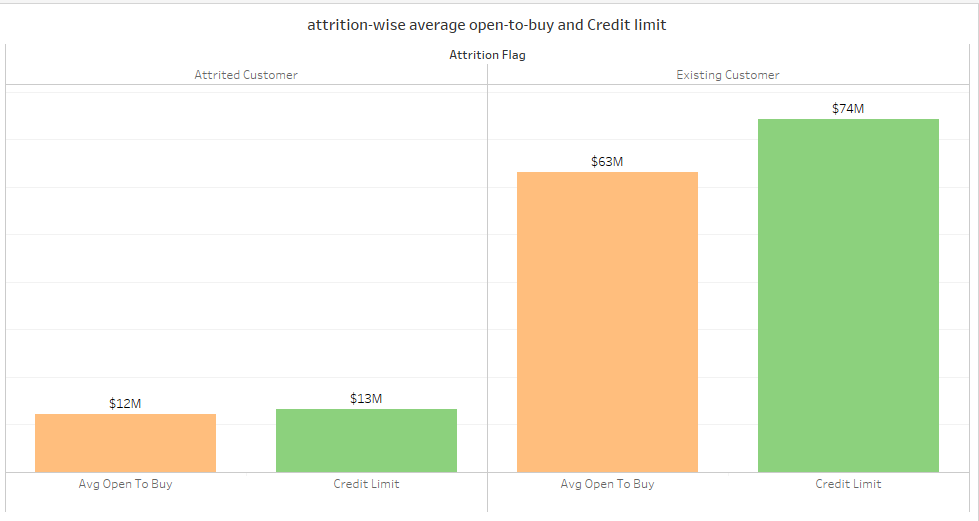 attrition-wise average open-to-buy and Credit limit
Attrition Flag
Attrited Customer
Existing Customer
$74M
$63M
$12M
$13M
Avg Open To Buy
Credit Limit
Avg Open To Buy
Credit Limit